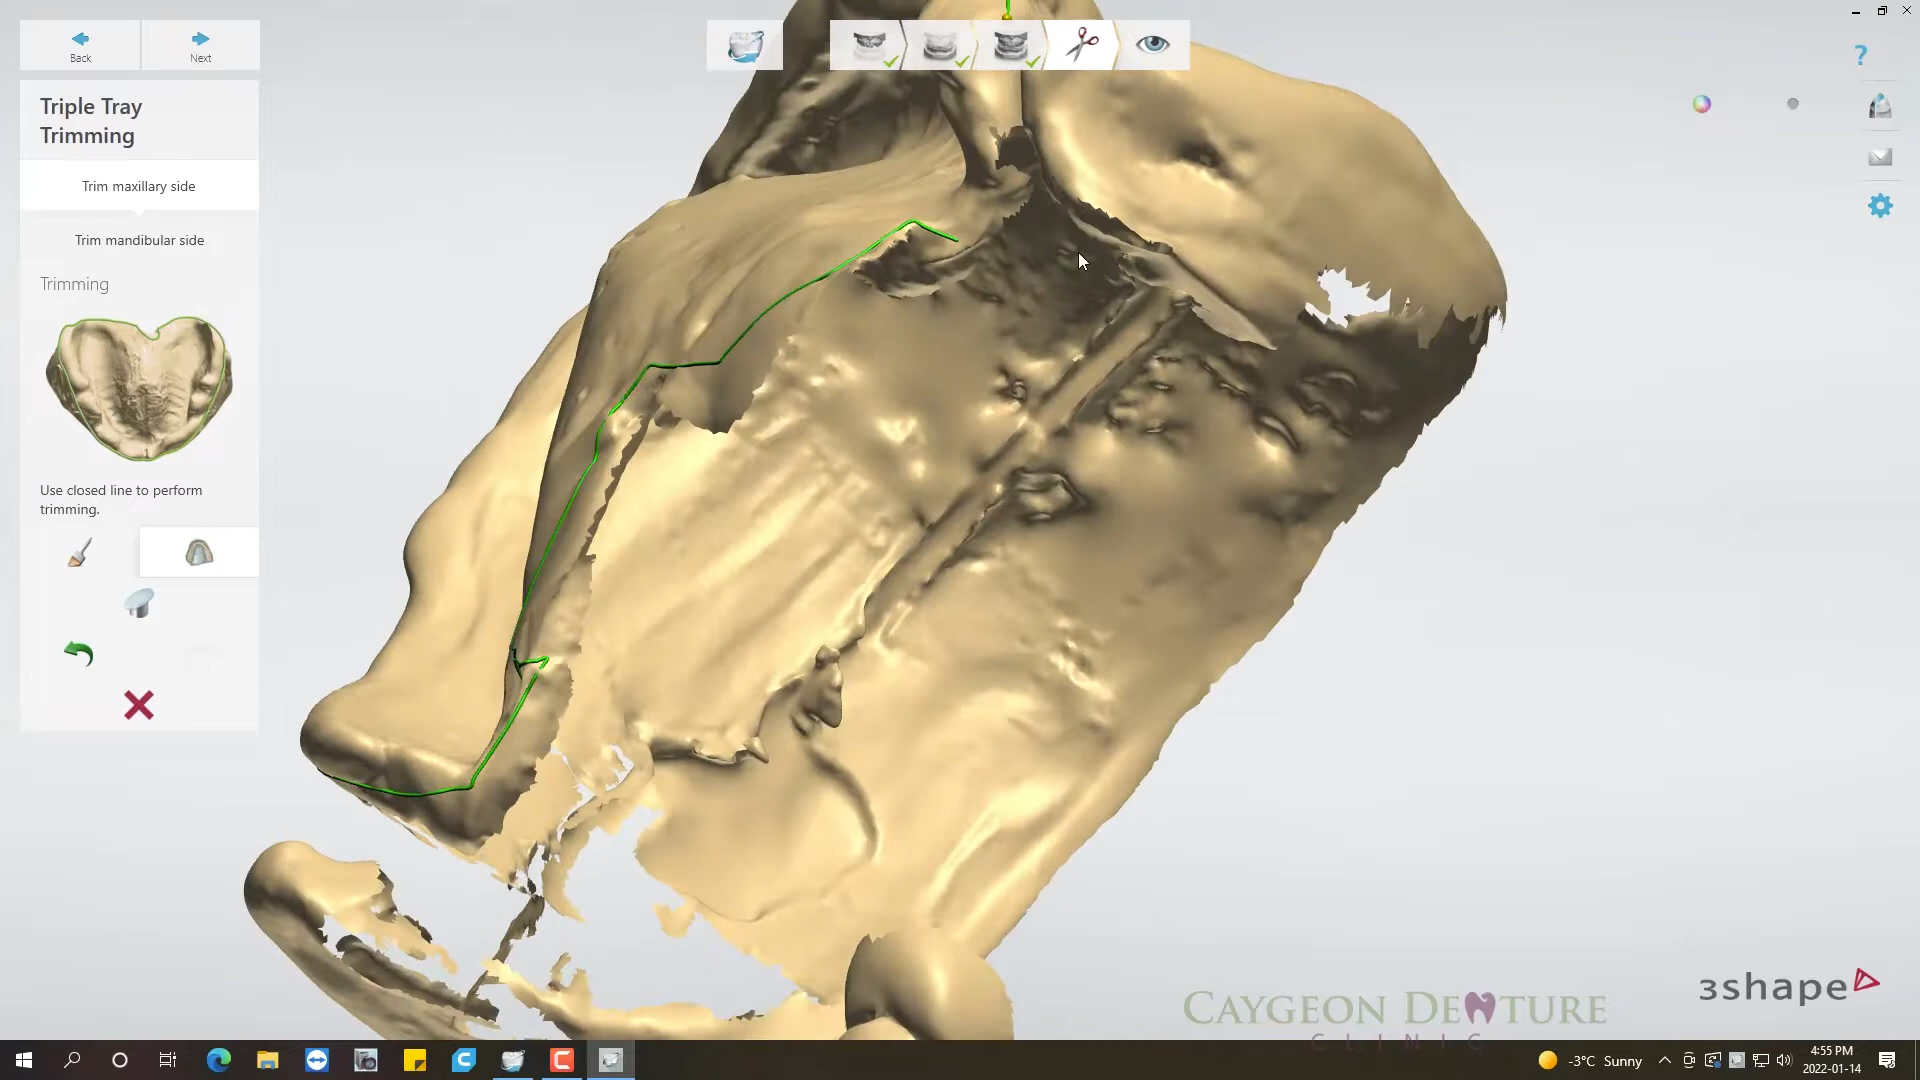 Back
Next
Triple Tray
Trimming
Trim maxillary side
Trim mandibular side
Trimming
Use closed line to perform
trimming.
?
3shape
CAYGEON DENTURE
CLINIC
-3°C Sunny
4:55 PM
2022-01-14